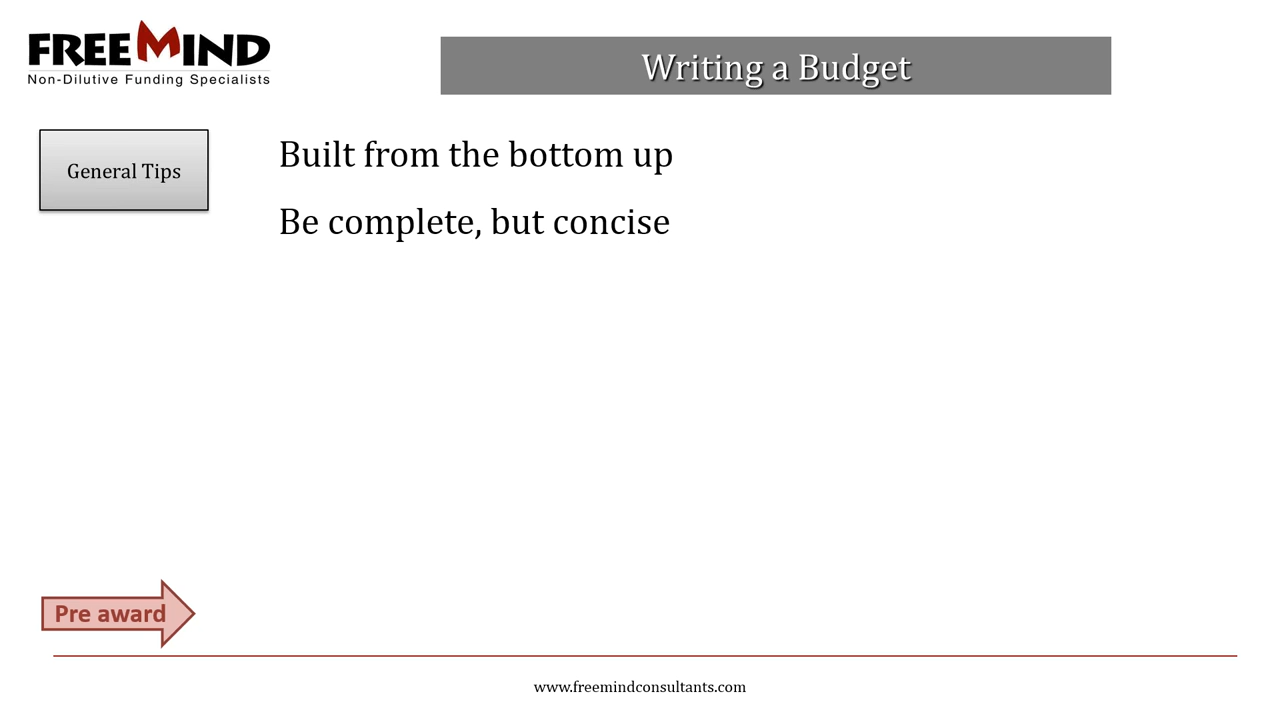 FREEMIND
Non-Dilutive Funding Specialists
Writing a Budget
General Tips
Built from the bottom up
Be complete, but concise
Pre award
www.freemindconsultants.com